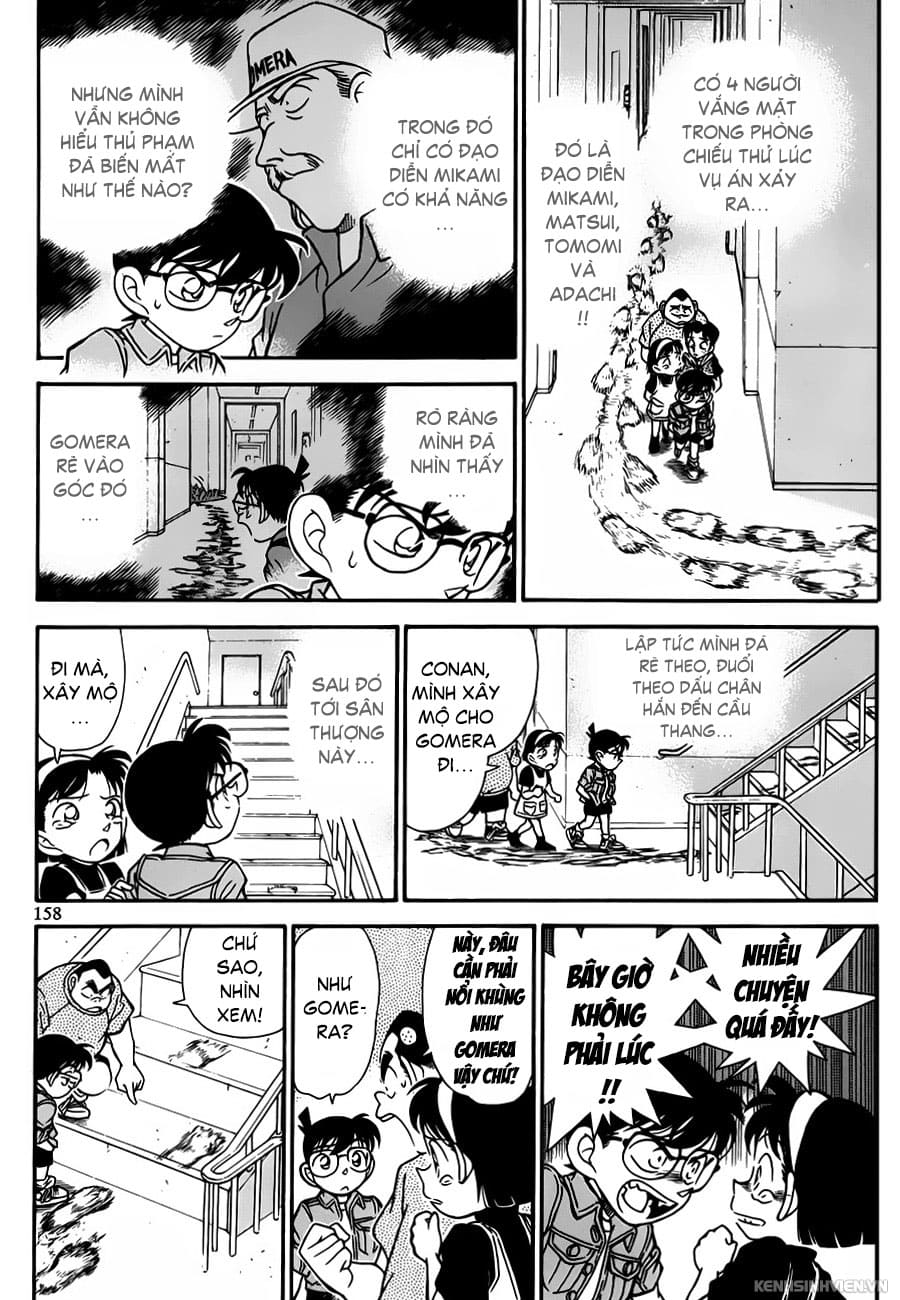 CÓ 4 NGƯỜI
VẮNG MẶT
TRONG PHÒNG
CHIẾU THỬ LÚC
VỤ ÁN XẢY
RA...
ĐÓ LÀ
ĐẠO DIỄN
MIKAMI,
MATSUI,
TOMOMI
VÀ
ADACHI
!!
GOMERA
TRONG ĐÓ
CHỈ CÓ ĐẠO
DIỄN MIKAMI
CÓ KHẢ NĂNG
...
NHƯNG MÌNH
VẪN KHÔNG
HIỂU THỦ PHẠM
ĐÃ BIẾN MẤT
NHƯ THẾ NÀO?
RÕ RÀNG
MÌNH ĐÃ
NHÌN THẤY
...
GOMERA
RẼ VÀO
GÓC ĐÓ
...
LẬP TỨC MÌNH ĐÃ
RẼ THEO, ĐUỔI
THEO DẤU CHÂN
HẮN ĐẾN CẦU
THANG...
CONAN,
MÌNH XÂY
MỘ CHO
GOMERA
ĐI...
SAU ĐÓ
TỚI SÂN
THƯỢNG
NÀY...
ĐI MÀ,
XÂY MỘ
...
158
NHIỀU
CHUYỆN
QUÁ ĐẤY!
BÂY GIỜ
KHÔNG
PHẢI LÚC
!!
NÀY, ĐÂU
CẦN PHẢI
NỔI KHÙNG
NHƯ
GOMERA
VẬY CHỨ!
NHƯ
GOME-
RA?
CHỨ
SAO,
NHÌN
XEM!
KENHSINHVIEN.VN